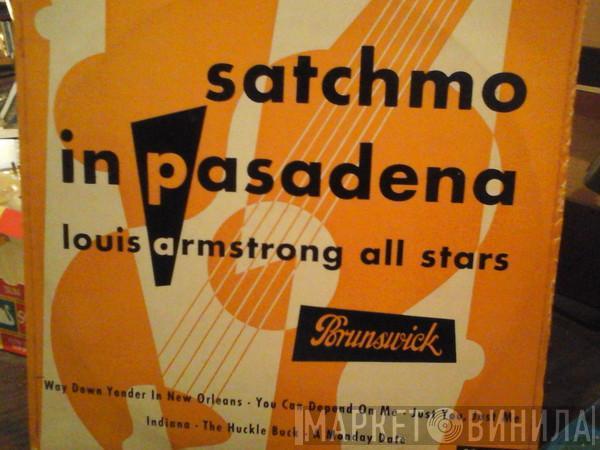 satchmo
in pasadena
louis armstrong all stars
Brunswick
Way Down Yonder In New Orleans - You Can Depend On Me - Just You, Just Me
Indiana - The Huckle Buck - A Monday Date
МАРКЕТ ВИНИЛА